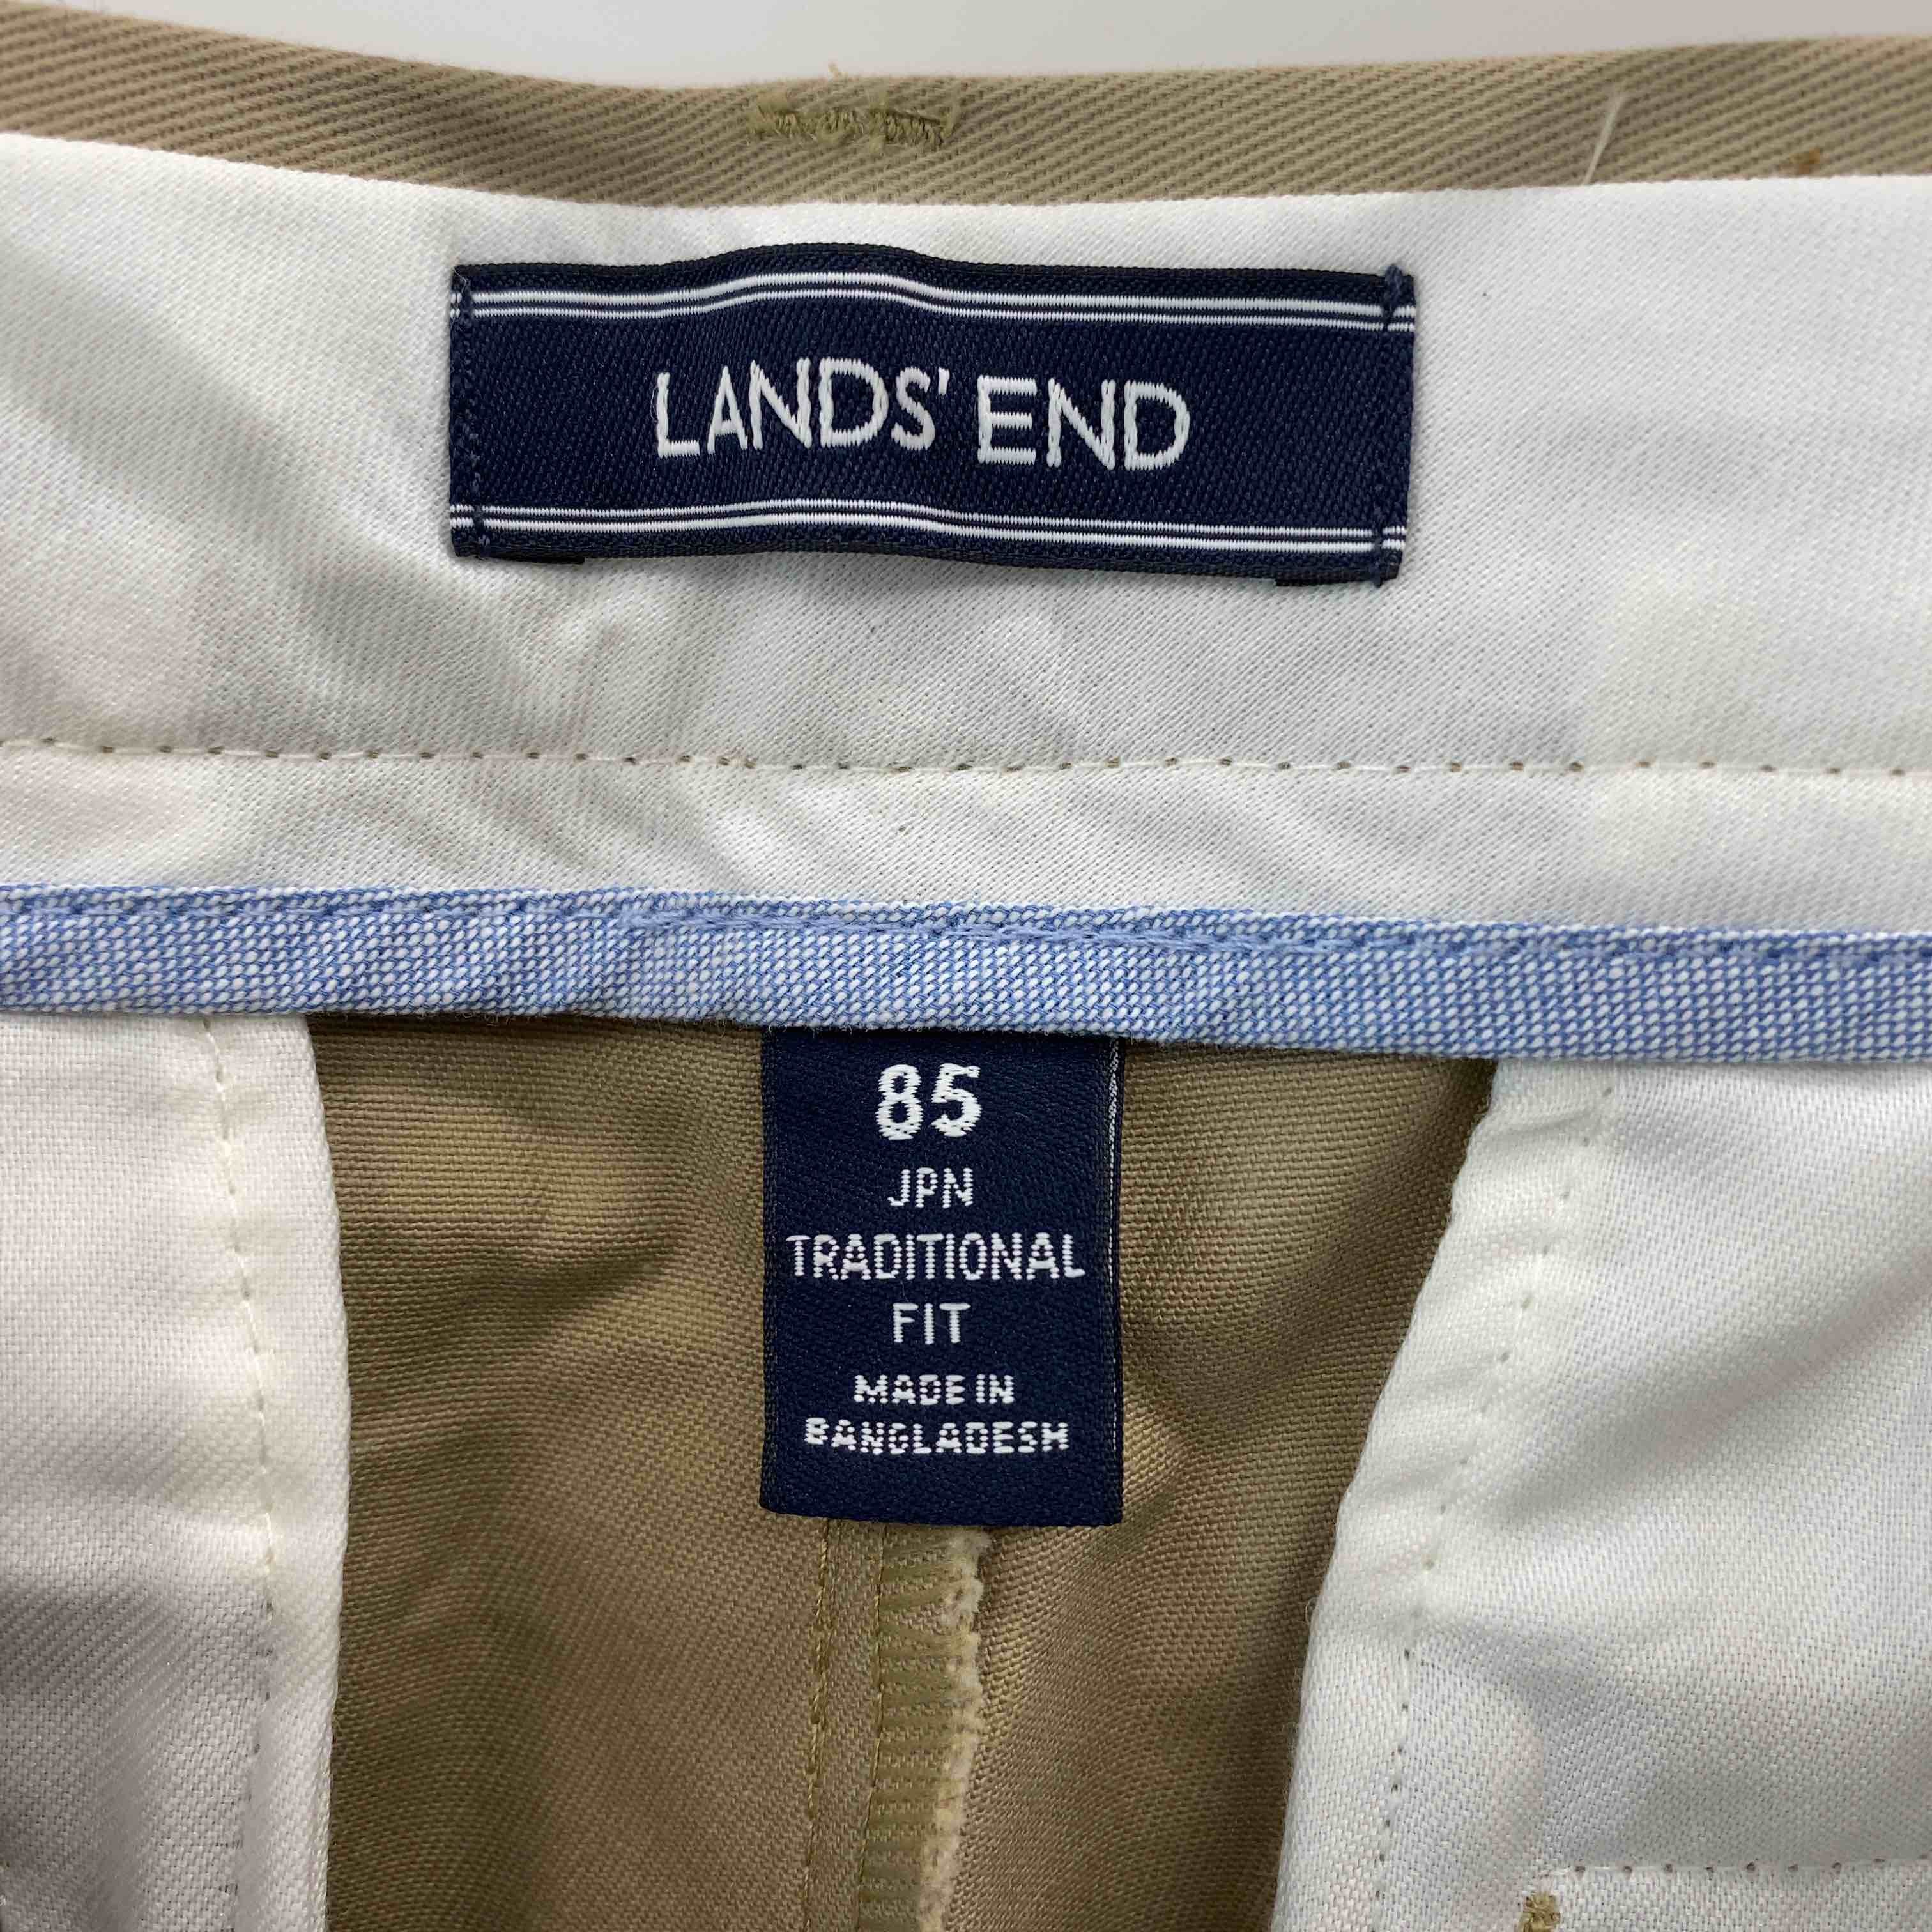 LANDS' END
85
JPN
TRADITIONAL
FIT
MADE IN
BANGLADESH